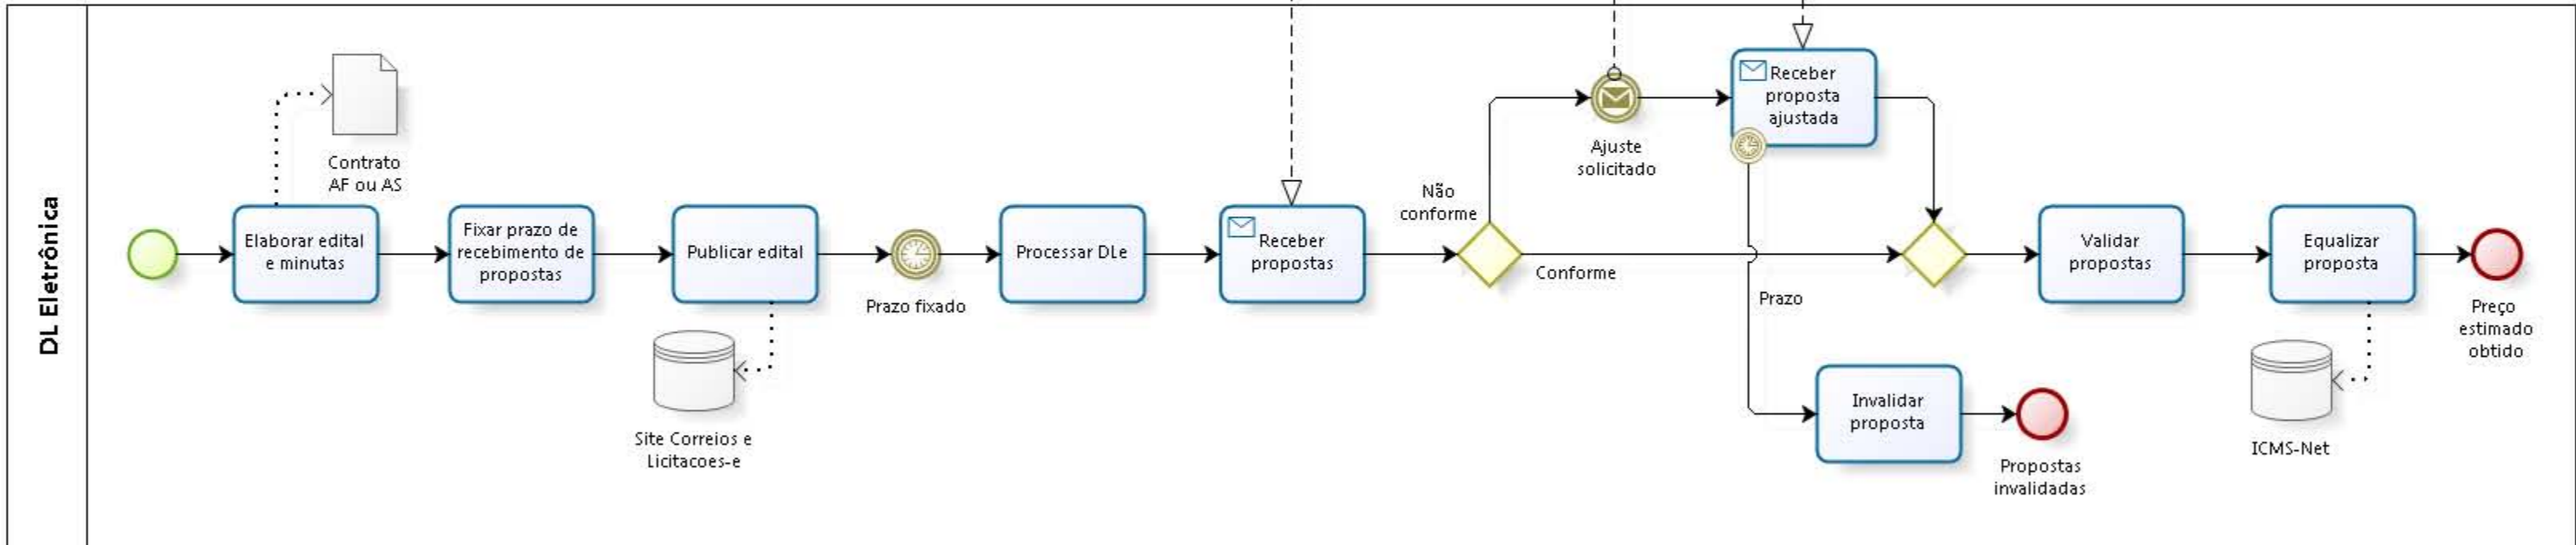 DL Eletrônica
Contrato
AF ou AS
Elaborar edital
e minutas
Fixar prazo de
recebimento de
propostas
Publicar edital
Site Correios e
Licitacoes-e
Prazo fixado
Processar DLe
Receber
propostas
Não
conforme
Conforme
Ajuste
solicitado
Receber
proposta
ajustada
Prazo
Invalidar
proposta
Propostas
invalidadas
Validar
propostas
Equalizar
proposta
ICMS-Net
Preço
estimado
obtido